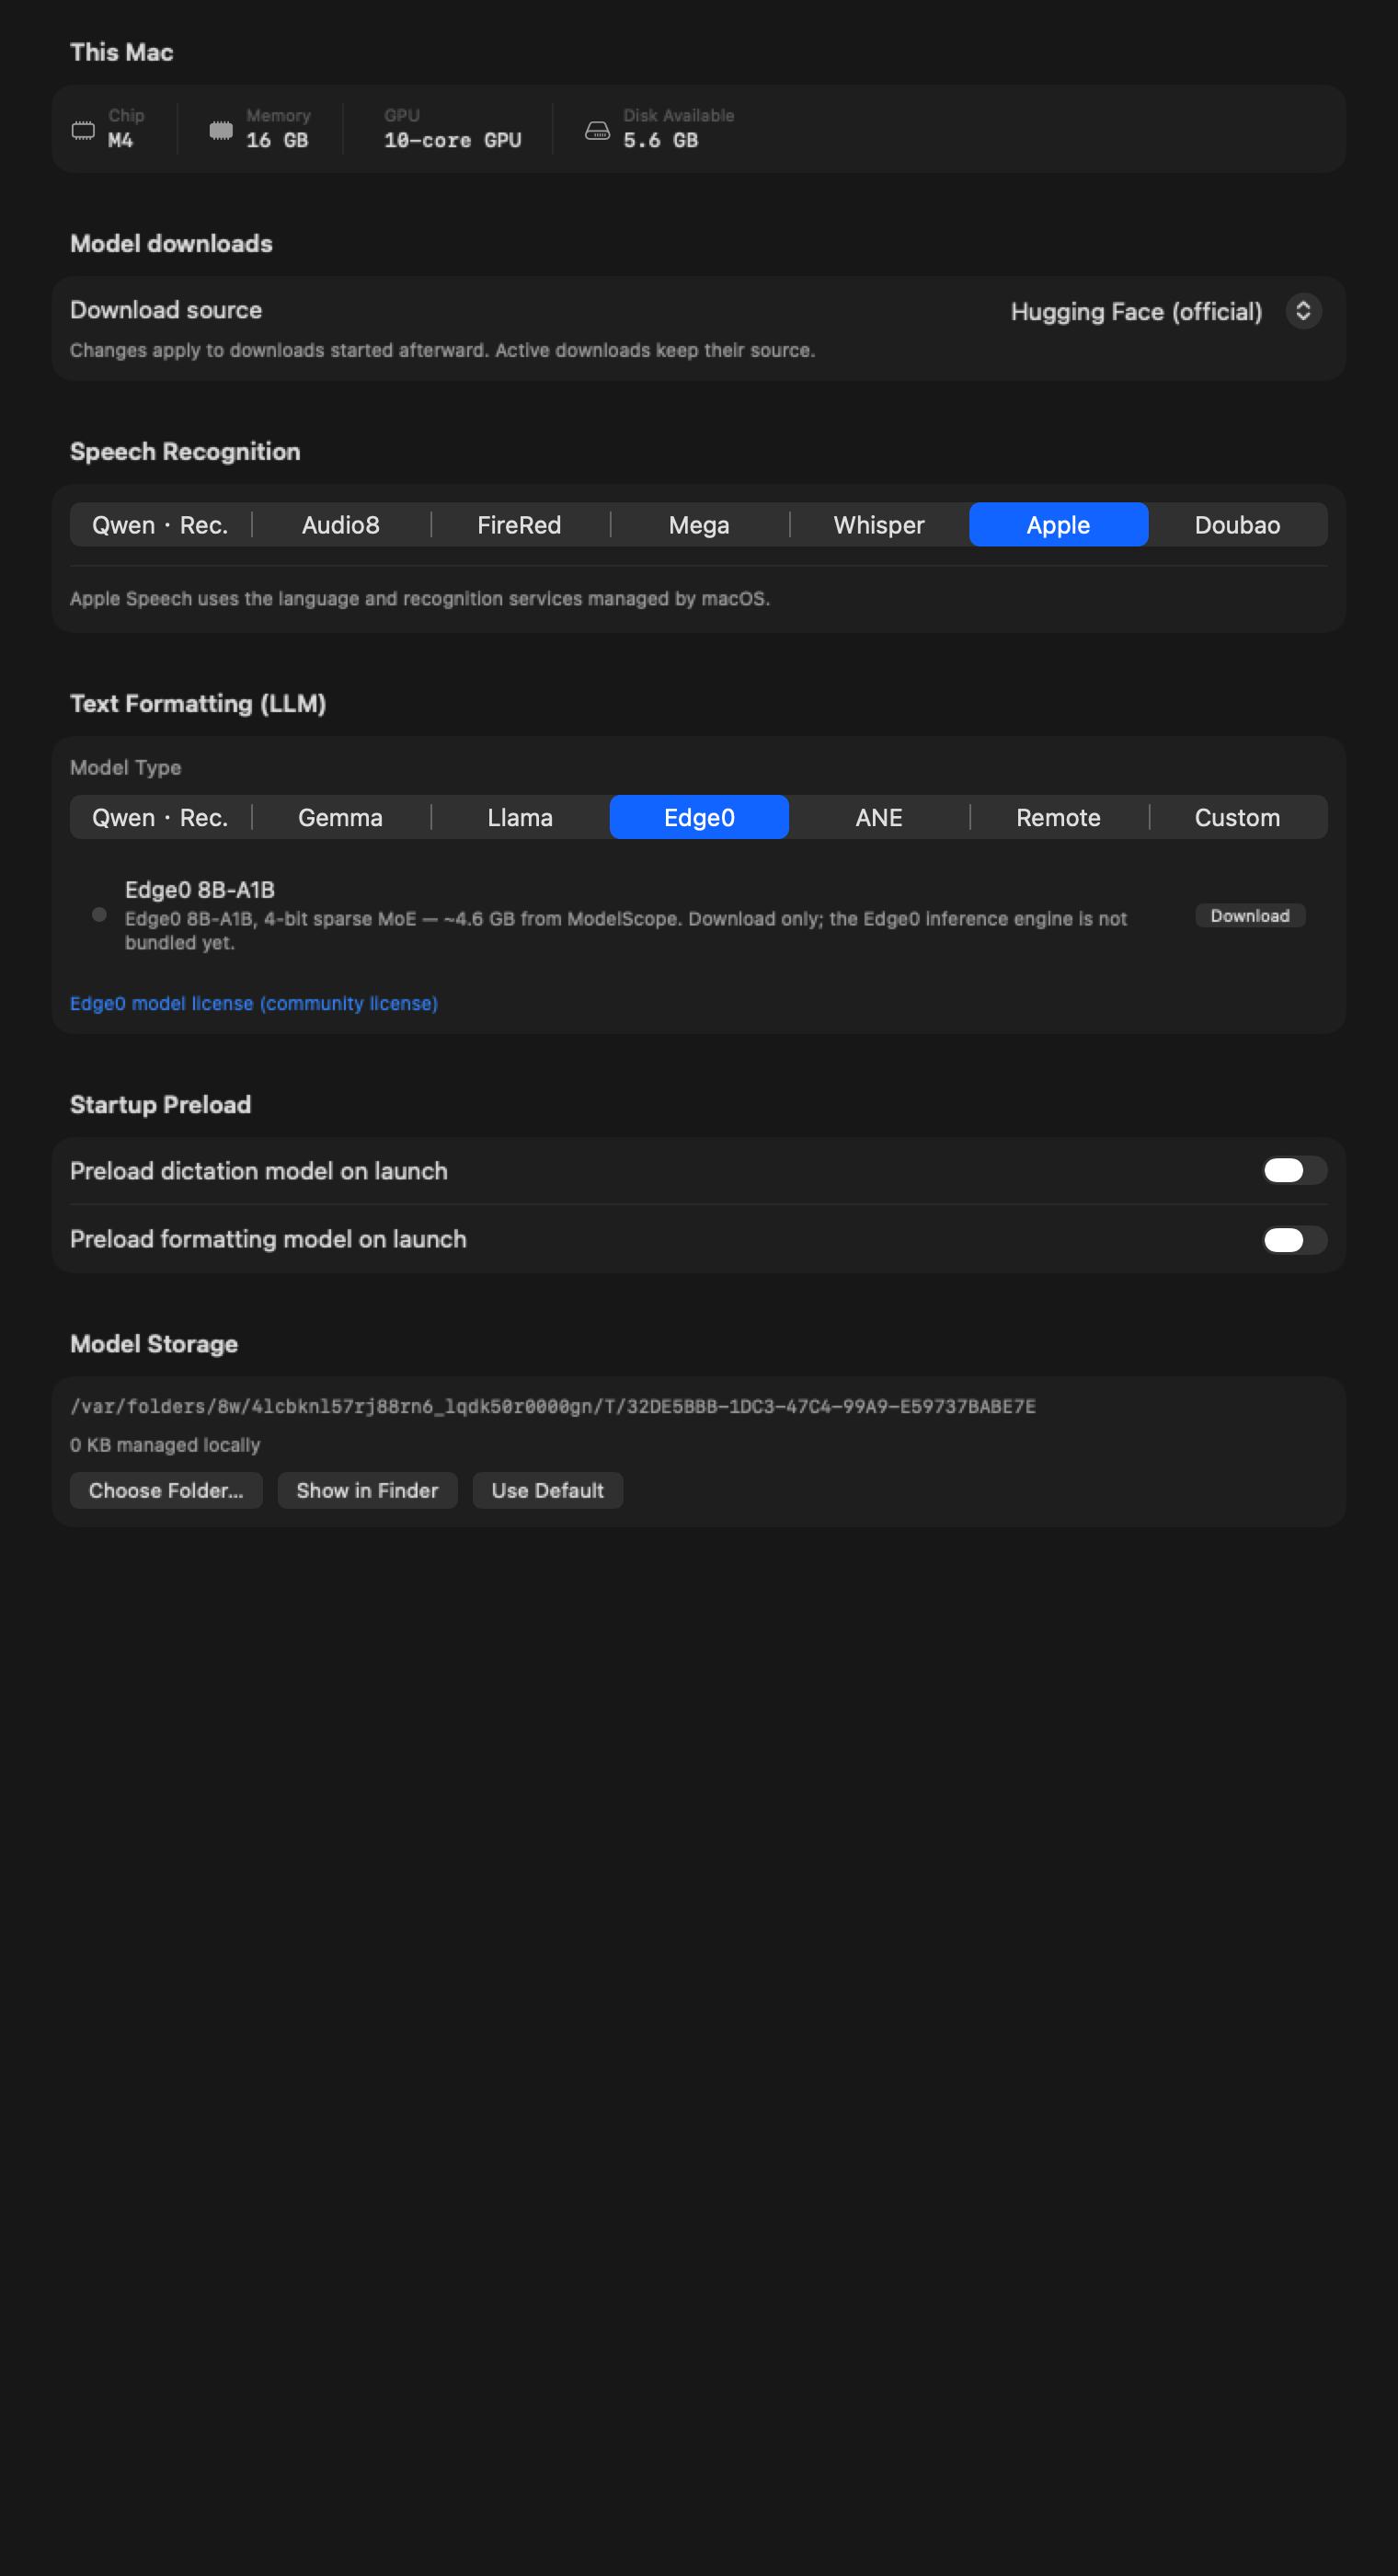 This Mac
Chip
M4
Memory
16 GB
GPU
10-core GPU
Disk Available
5.6 GB
Model downloads
Download source
Hugging Face (official)
Changes apply to downloads started afterward. Active downloads keep their source.
Speech Recognition
Qwen · Rec.
Audio8
FireRed
Mega
Whisper
Apple
Doubao
Apple Speech uses the language and recognition services managed by macOS.
Text Formatting (LLM)
Model Type
Qwen · Rec.
Gemma
Llama
Edge0
ANE
Remote
Custom
Edge0 8B-A1B
Edge0 8B-A1B, 4-bit sparse MoE — ~4.6 GB from ModelScope. Download only; the Edge0 inference engine is not
bundled yet.
Download
Edge0 model license (community license)
Startup Preload
Preload dictation model on launch
Preload formatting model on launch
Model Storage
/var/folders/8w/4lcbknl57rj88rn6_lqdk50r0000gn/T/32DE5BBB-1DC3-47C4-99A9-E59737BABE7E
0 KB managed locally
Choose Folder...
Show in Finder
Use Default